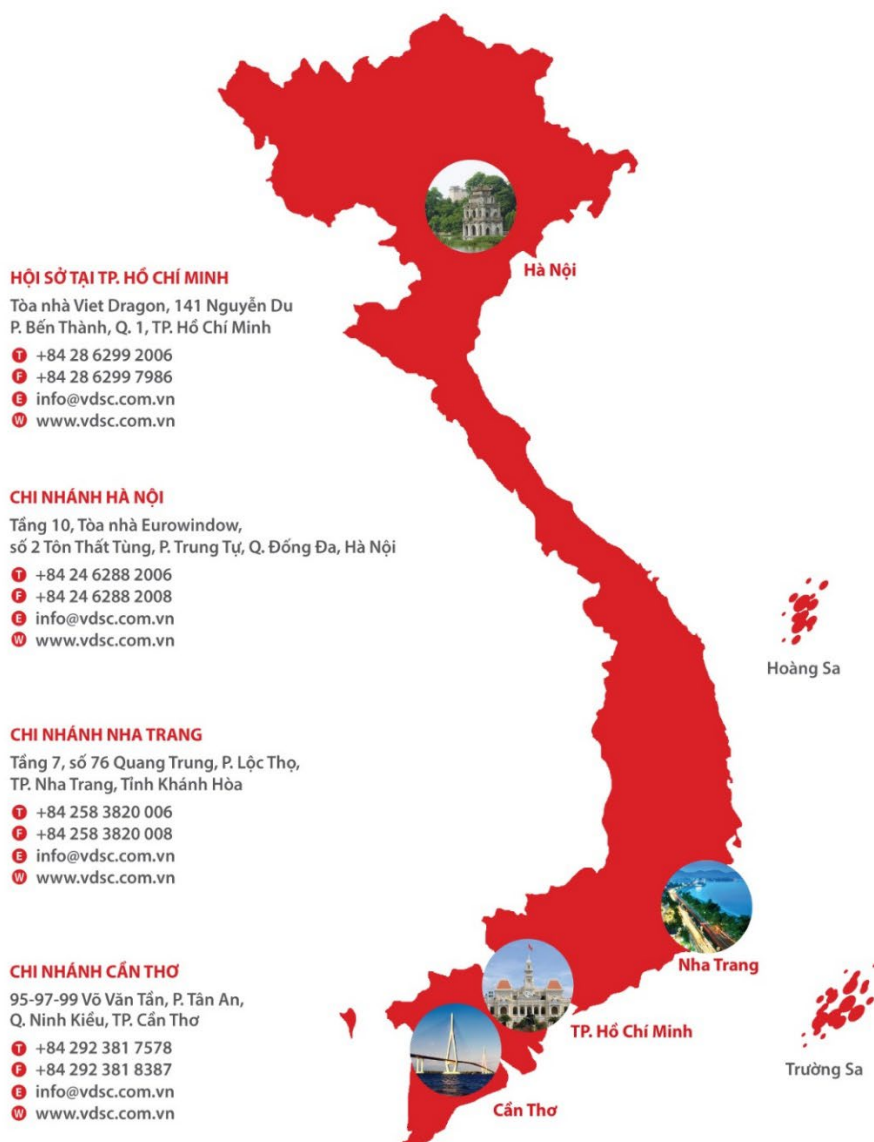 HỘI SỞ TẠI TP. HỒ CHÍ MINH
Tòa nhà Viet Dragon, 141 Nguyễn Du
P. Bến Thành, Q. 1, TP. Hồ Chí Minh
T +84 28 6299 2006
F +84 28 6299 7986
E info@vdsc.com.vn
W www.vdsc.com.vn
CHI NHÁNH HÀ NỘI
Tầng 10, Tòa nhà Eurowindow,
số 2 Tôn Thất Tùng, P. Trung Tự, Q. Đống Đa, Hà Nội
T +84 24 6288 2006
F +84 24 6288 2008
E info@vdsc.com.vn
W www.vdsc.com.vn
CHI NHÁNH NHA TRANG
Tầng 7, số 76 Quang Trung, P. Lộc Thọ,
TP. Nha Trang, Tỉnh Khánh Hòa
T +84 258 3820 006
F +84 258 3820 008
E info@vdsc.com.vn
W www.vdsc.com.vn
CHI NHÁNH CẦN THƠ
95-97-99 Võ Văn Tần, P. Tân An,
Q. Ninh Kiều, TP. Cần Thơ
T +84 292 381 7578
F +84 292 381 8387
E info@vdsc.com.vn
W www.vdsc.com.vn
Hà Nội
Hoàng Sa
Nha Trang
TP. Hồ Chí Minh
Trường Sa
Cần Thơ